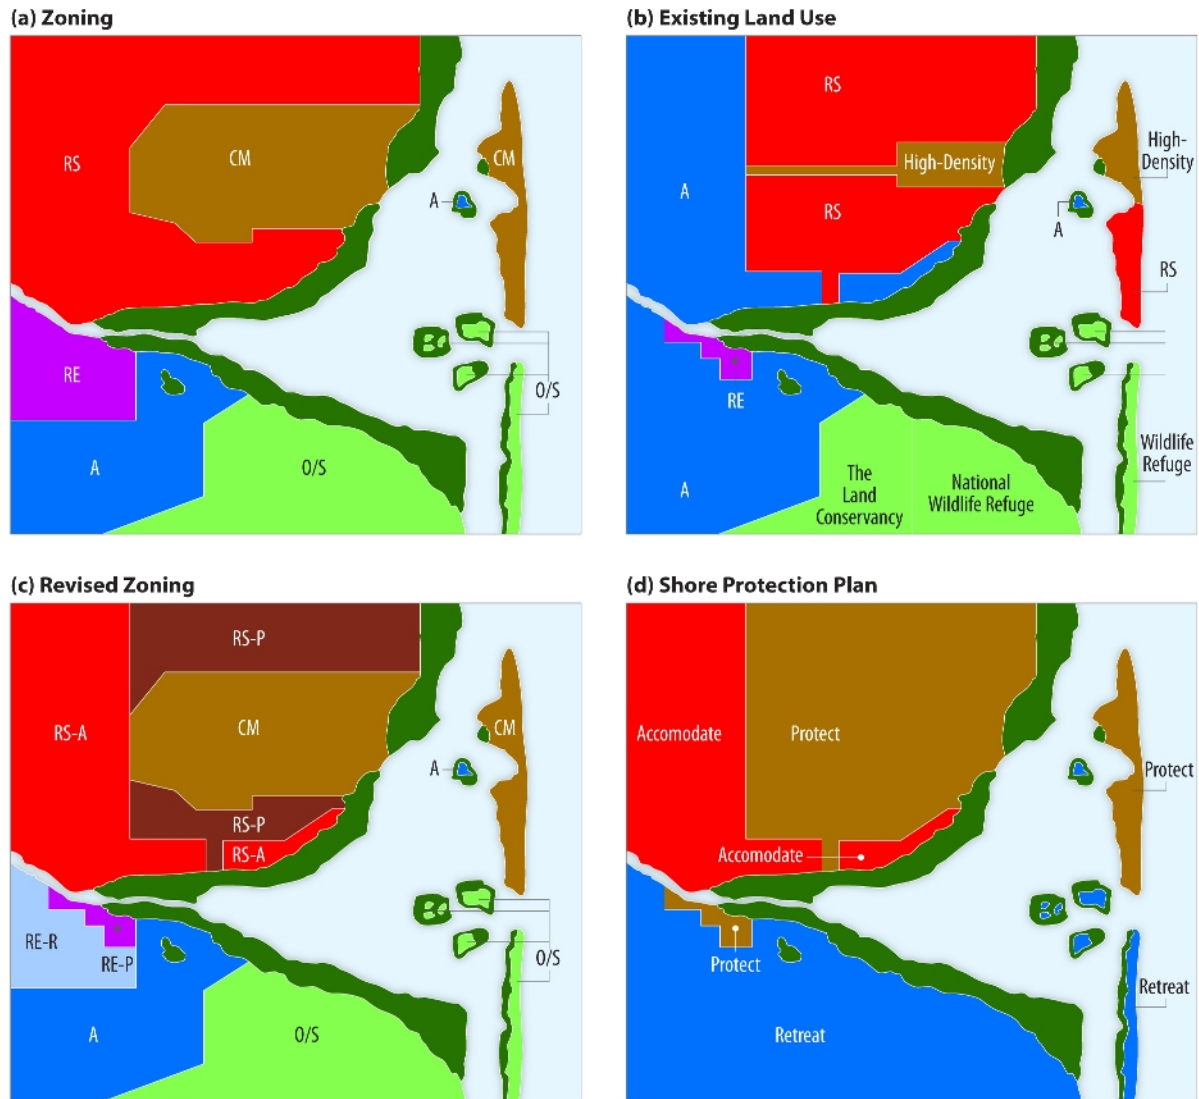 (a) Zoning
RS
CM
CM
A
RE
O/S
A
O/S
(b) Existing Land Use
RS
High-Density
High-
Density
A
RS
A
RS
RE
Wildlife
Refuge
A
The
Land
Conservancy
National
Wildlife Refuge
(c) Revised Zoning
RS-P
RS-A
CM
CM
A
RS-P
RS-A
RE-R
RE-P
O/S
A
O/S
(d) Shore Protection Plan
Accomodate
Protect
Protect
Accomodate
Protect
Retreat
Retreat